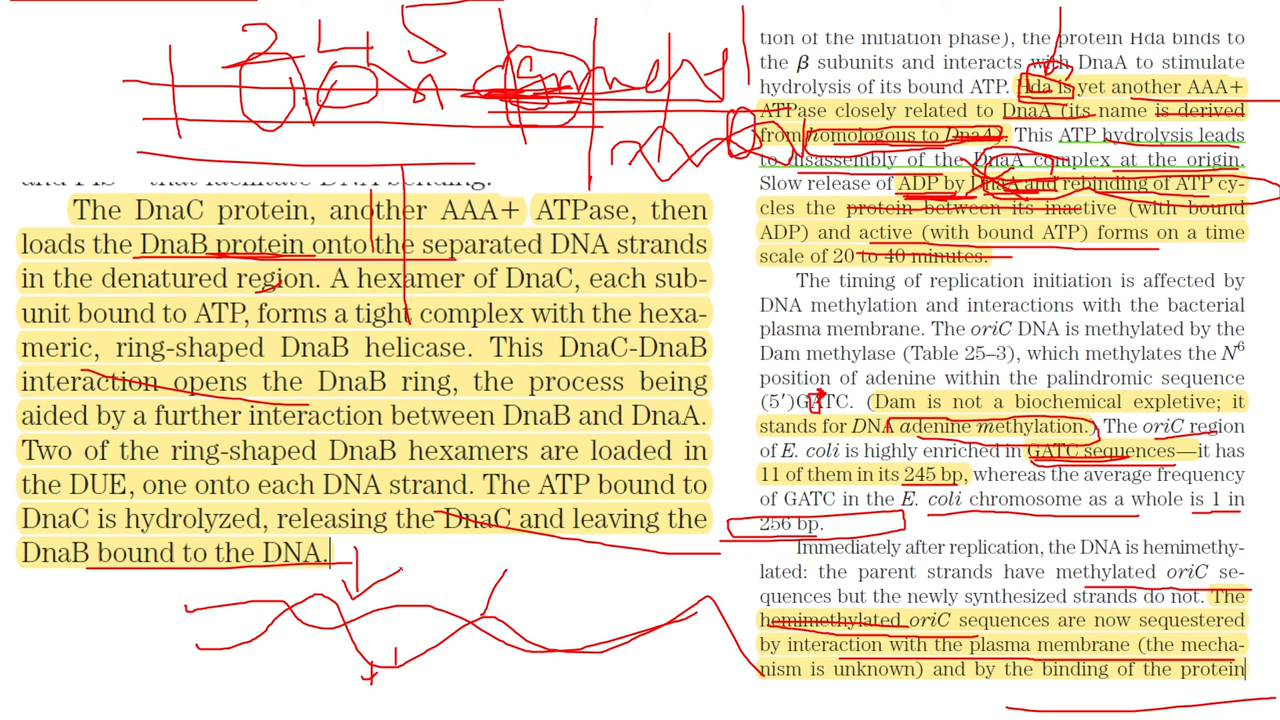 2 4 5
and FIS that facilitate DNA bending.
The DnaC protein, another AAA+ ATPase, then
loads the DnaB protein onto the separated DNA strands
in the denatured region. A hexamer of DnaC, each sub-
unit bound to ATP, forms a tight complex with the hexa-
meric, ring-shaped DnaB helicase. This DnaC-DnaB
interaction opens the DnaB ring, the process being
aided by a further interaction between DnaB and DnaA.
Two of the ring-shaped DnaB hexamers are loaded in
the DUE, one onto each DNA strand. The ATP bound to
DnaC is hydrolyzed, releasing the DnaC and leaving the
DnaB bound to the DNA.
tion of the initiation phase), the protein Hda binds to
the β subunits and interacts with DnaA to stimulate
hydrolysis of its bound ATP. Hda is yet another AAA+
ATPase closely related to DnaA (its name is derived
from homologous to DnaA). This ATP hydrolysis leads
to disassembly of the DnaA complex at the origin.
Slow release of ADP by DnaA and rebinding of ATP cy-
cles the protein between its inactive (with bound
ADP) and active (with bound ATP) forms on a time
scale of 20 to 40 minutes.
The timing of replication initiation is affected by
DNA methylation and interactions with the bacterial
plasma membrane. The oriC DNA is methylated by the
Dam methylase (Table 25–3), which methylates the N⁶
position of adenine within the palindromic sequence
(5′)GATC. (Dam is not a biochemical expletive; it
stands for DNA adenine methylation.) The oriC region
of E. coli is highly enriched in GATC sequences—it has
11 of them in its 245 bp, whereas the average frequency
of GATC in the E. coli chromosome as a whole is 1 in
256 bp.
Immediately after replication, the DNA is hemimethy-
lated: the parent strands have methylated oriC se-
quences but the newly synthesized strands do not. The
hemimethylated oriC sequences are now sequestered
by interaction with the plasma membrane (the mecha-
nism is unknown) and by the binding of the protein